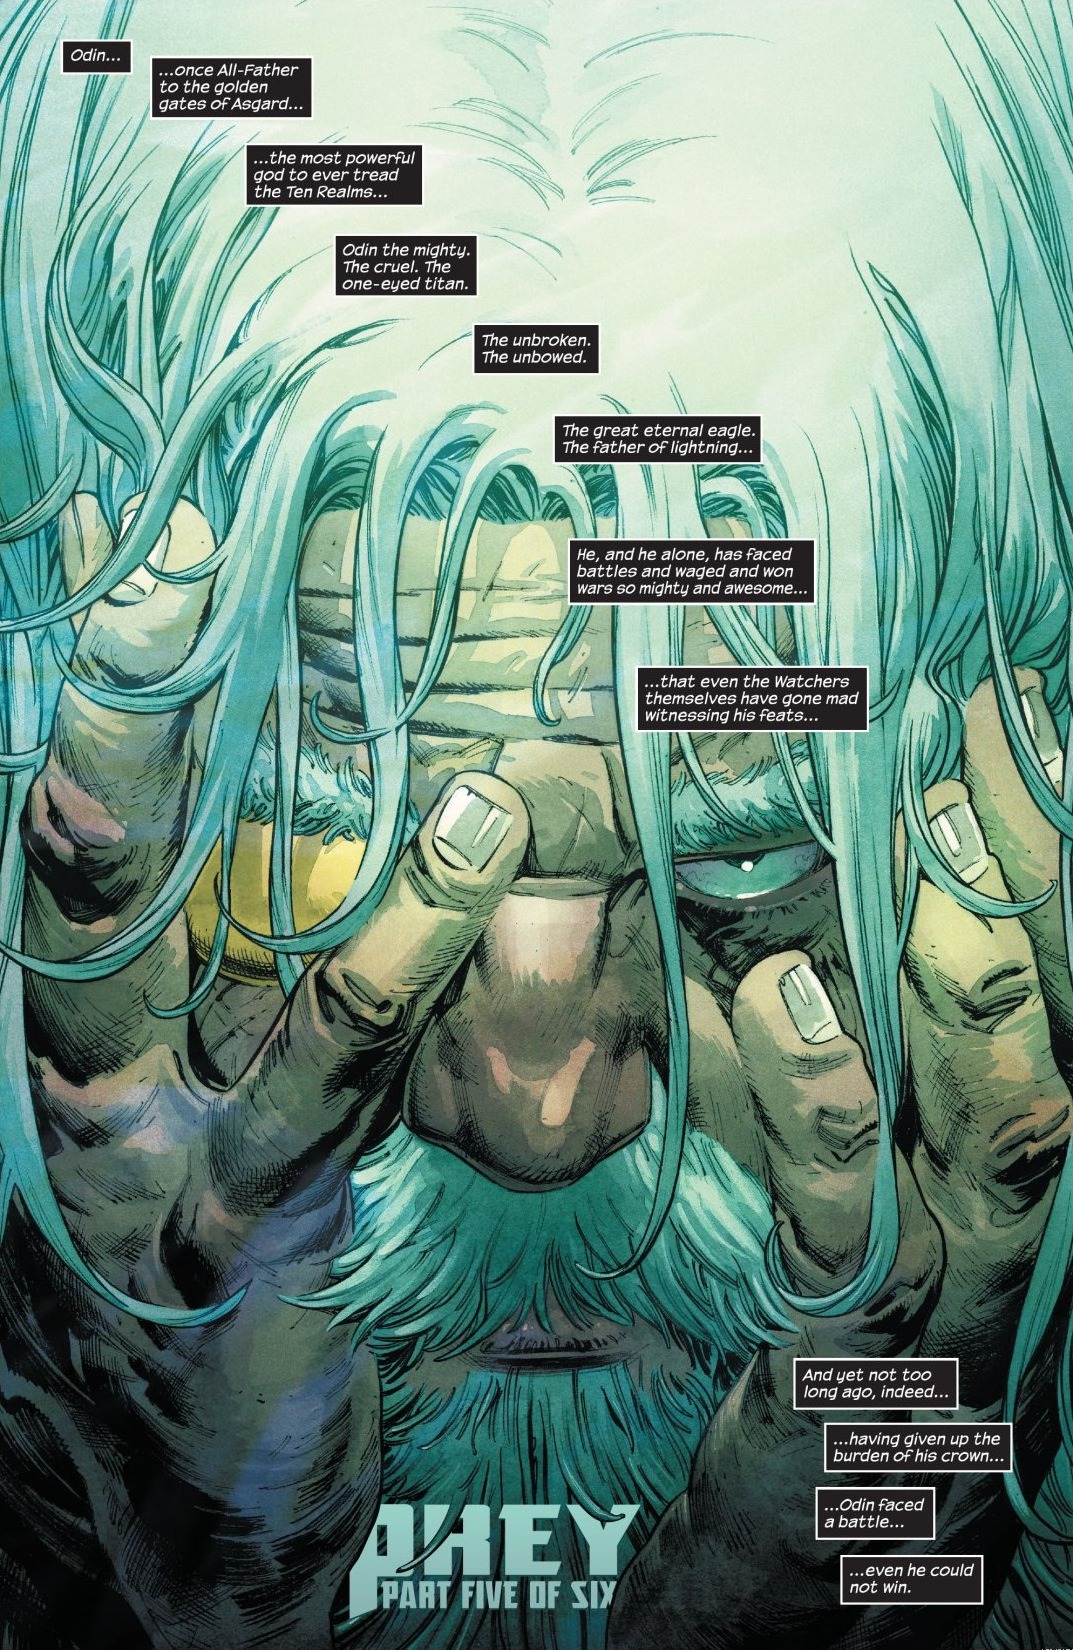 Odin...
...once All-Father
to the golden
gates of Asgard...
...the most powerful
god to ever tread
the Ten Realms...
Odin the mighty.
The cruel. The
one-eyed titan.
The unbroken.
The unbowed.
The great eternal eagle.
The father of lightning...
He, and he alone, has faced
battles and waged and won
wars so mighty and awesome...
...that even the Watchers
themselves have gone mad
witnessing his feats...
And yet not too
long ago, indeed...
...having given up the
burden of his crown...
...Odin faced
a battle...
...even he could
not win.
PREY
PART FIVE OF SIX